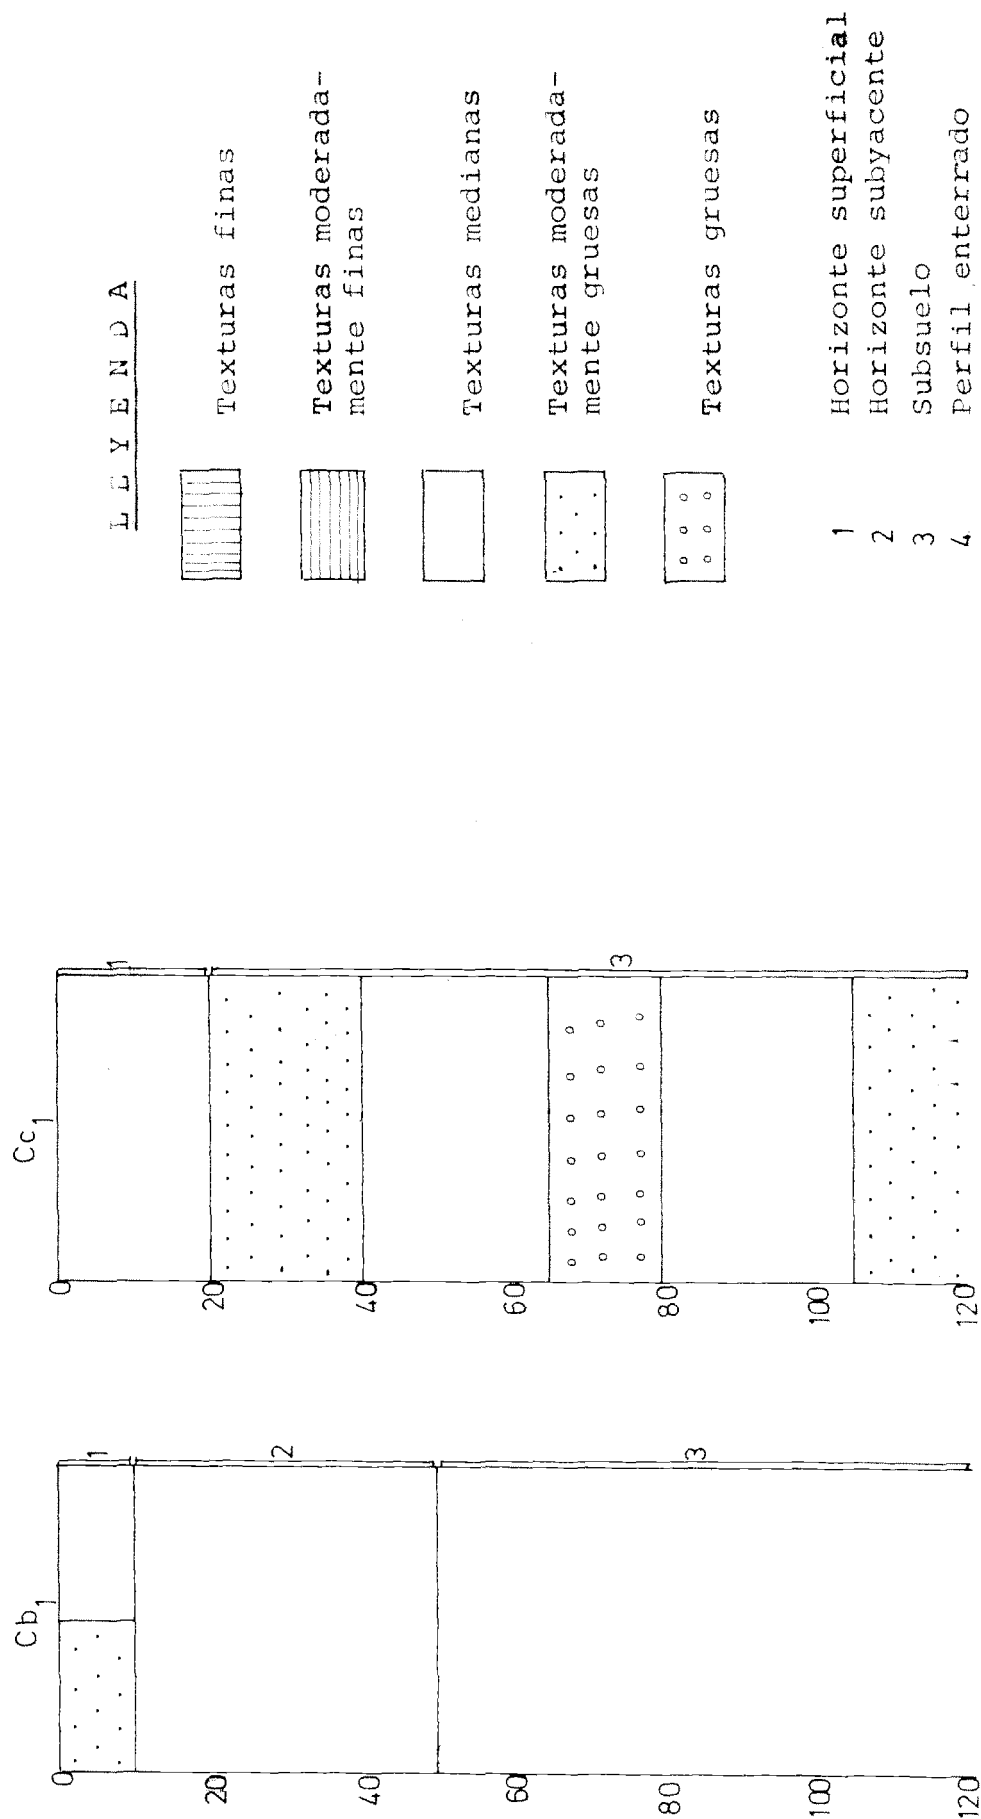 Cb1
0
20
40
60
80
100
120
1
2
3
Cc1
0
20
40
60
80
100
120
1
3
LEYENDA
Texturas finas
Texturas moderada-
mente finas
Texturas medianas
Texturas moderada-
mente gruesas
Texturas gruesas
1 Horizonte superficial
2 Horizonte subyacente
3 Subsuelo
4 Perfil enterrado